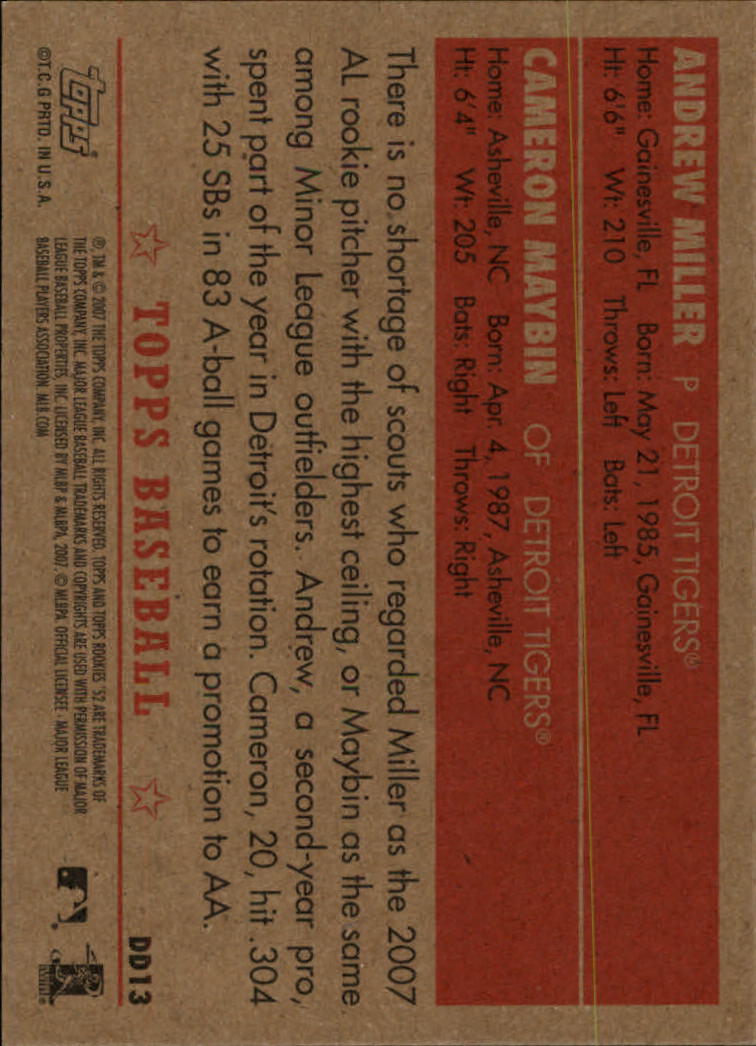 ANDREW MILLER P DETROIT TIGERS®
Home: Gainesville, FL Born: May 21, 1985, Gainesville, FL
Ht: 6'6" Wt: 210 Throws: Left Bats: Left
CAMERON MAYBIN OF DETROIT TIGERS®
Home: Asheville, NC Born: Apr. 4, 1987, Asheville, NC
Ht: 6'4" Wt: 205 Bats: Right Throws: Right
There is no shortage of scouts who regarded Miller as the 2007
AL rookie pitcher with the highest ceiling, or Maybin as the same
among Minor League outfielders. Andrew, a second-year pro,
spent part of the year in Detroit's rotation. Cameron, 20, hit .304
with 25 SBs in 83 A-ball games to earn a promotion to AA.
TOPPS BASEBALL
DD13
topps
©T.C.G PRTD. IN U.S.A.
®, TM & © 2007 THE TOPPS COMPANY, INC. ALL RIGHTS RESERVED. TOPPS AND TOPPS ROOKIES '52 ARE TRADEMARKS OF
THE TOPPS COMPANY, INC. MAJOR LEAGUE BASEBALL TRADEMARKS AND COPYRIGHTS ARE USED WITH PERMISSION OF MAJOR
LEAGUE BASEBALL PROPERTIES, INC. LICENSED BY MLBP & MLBPA, 2007. © MLBPA. OFFICIAL LICENSEE - MAJOR LEAGUE
BASEBALL PLAYERS ASSOCIATION. MLB.COM